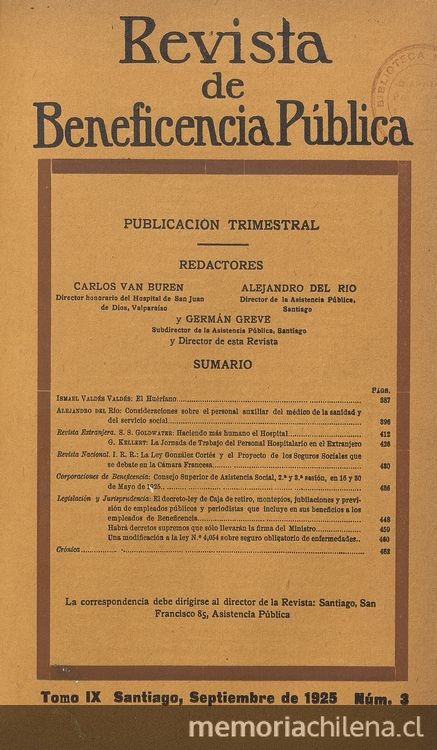 Revista
de
Beneficencia Pública
BIBLIOTECA
PUBLICACION TRIMESTRAL
REDACTORES
CARLOS VAN BUREN
Director honorario del Hospital de San Juan
de Dios, Valparaíso
ALEJANDRO DEL RIO
Director de la Asistencia Pública,
Santiago
y GERMÁN GREVE
Subdirector de la Asistencia Pública, Santiago
y Director de esta Revista
SUMARIO
PÁGS.
ISMAEL VALDÉS VALDÉS: El Huérfano 387
ALEJANDRO DEL RÍO: Consideraciones sobre el personal auxiliar del médico de la sanidad y
del servicio social 396
Revista Extranjera. S. S. GOLDWATER: Haciendo más humano el Hospital 412
G. KELLERT: La Jornada de Trabajo del Personal Hospitalario en el Extranjero 426
Revista Nacional. I. R. R.: La Ley González Cortés y el Proyecto de los Seguros Sociales que
se debate en la Cámara Francesa 430
Corporaciones de Beneficencia: Consejo Superior de Asistencia Social, 2.ª y 3.ª sesión, en 16 y 30
de Mayo de 1925 436
Legislación y Jurisprudencia: El decreto-ley de Caja de retiro, montepíos, jubilaciones y previ-
sión de empleados públicos y periodistas que incluye en sus beneficios a los
empleados de Beneficencia 448
Habrá decretos supremos que sólo llevarán la firma del Ministro 459
Una modificación a la ley N.º 4,054 sobre seguro obligatorio de enfermedades 460
Crónica 463
La correspondencia debe dirigirse al director de la Revista: Santiago, San
Francisco 85, Asistencia Pública
Tomo IX Santiago, Septiembre de 1925 Núm. 3
memoriachilena.cl